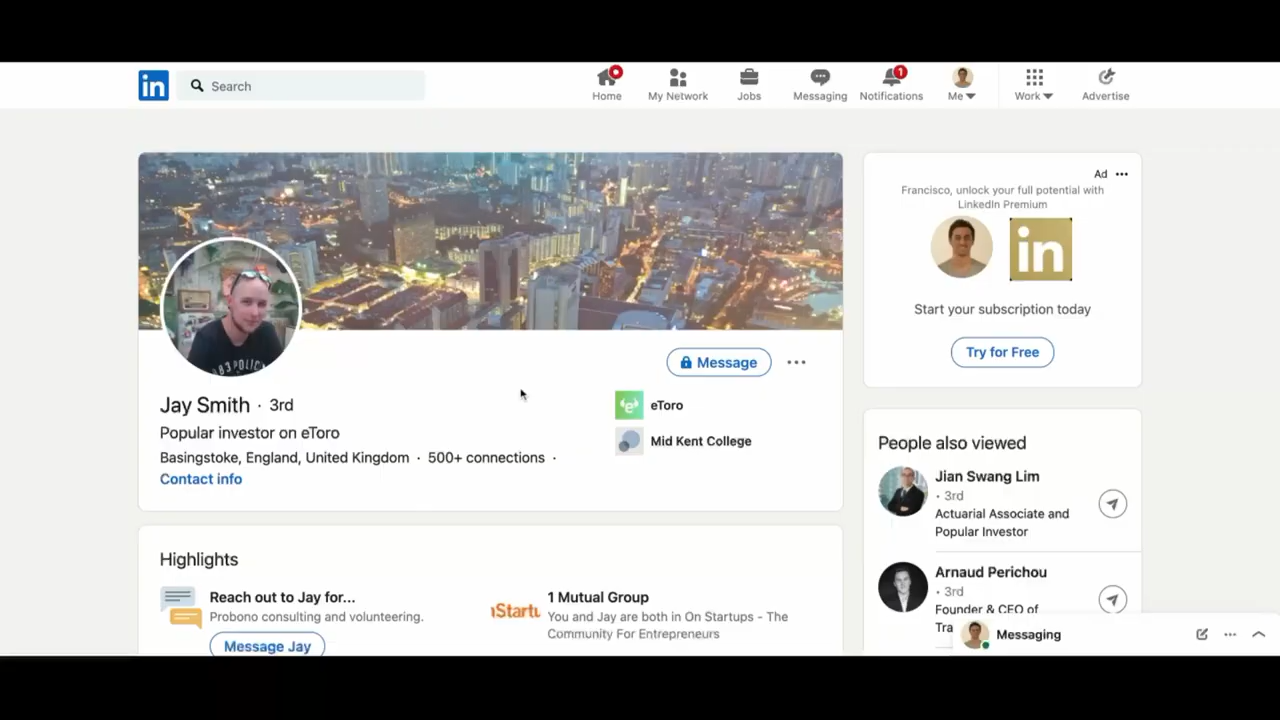 in
Search
Home
My Network
Jobs
Messaging
1
Notifications
Me
Work
Advertise
Ad
Francisco, unlock your full potential with
LinkedIn Premium
in
Start your subscription today
Try for Free
Message
Jay Smith · 3rd
Popular investor on eToro
Basingstoke, England, United Kingdom · 500+ connections ·
Contact info
eToro
Mid Kent College
People also viewed
Jian Swang Lim
· 3rd
Actuarial Associate and
Popular Investor
Arnaud Perichou
· 3rd
Founder & CEO of
Highlights
Reach out to Jay for...
Probono consulting and volunteering.
Message Jay
1 Mutual Group
You and Jay are both in On Startups - The
Community For Entrepreneurs
Messaging